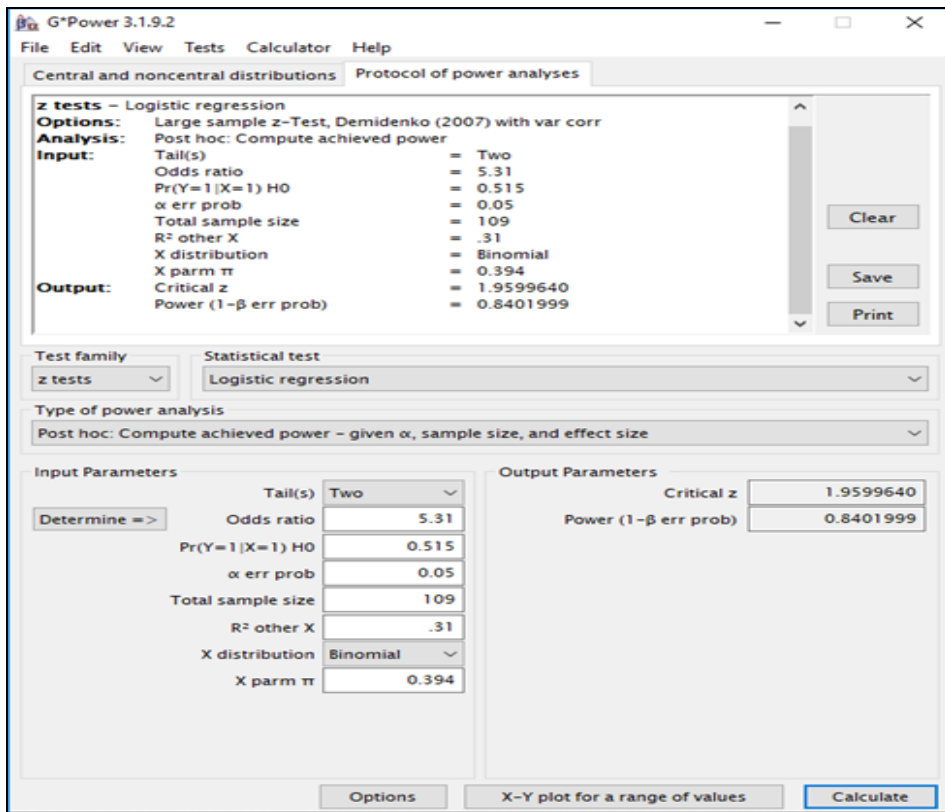 G*Power 3.1.9.2
File Edit View Tests Calculator Help
Central and noncentral distributions Protocol of power analyses
z tests – Logistic regression
Options: Large sample z-Test, Demidenko (2007) with var corr
Analysis: Post hoc: Compute achieved power
Input: Tail(s) = Two
Odds ratio = 5.31
Pr(Y=1|X=1) H0 = 0.515
α err prob = 0.05
Total sample size = 109
R² other X = .31
X distribution = Binomial
X parm π = 0.394
Output: Critical z = 1.9599640
Power (1-β err prob) = 0.8401999
Clear
Save
Print
Test family Statistical test
z tests Logistic regression
Type of power analysis
Post hoc: Compute achieved power – given α, sample size, and effect size
Input Parameters
Tail(s) Two
Determine => Odds ratio 5.31
Pr(Y=1|X=1) H0 0.515
α err prob 0.05
Total sample size 109
R² other X .31
X distribution Binomial
X parm π 0.394
Output Parameters
Critical z 1.9599640
Power (1-β err prob) 0.8401999
Options X-Y plot for a range of values Calculate